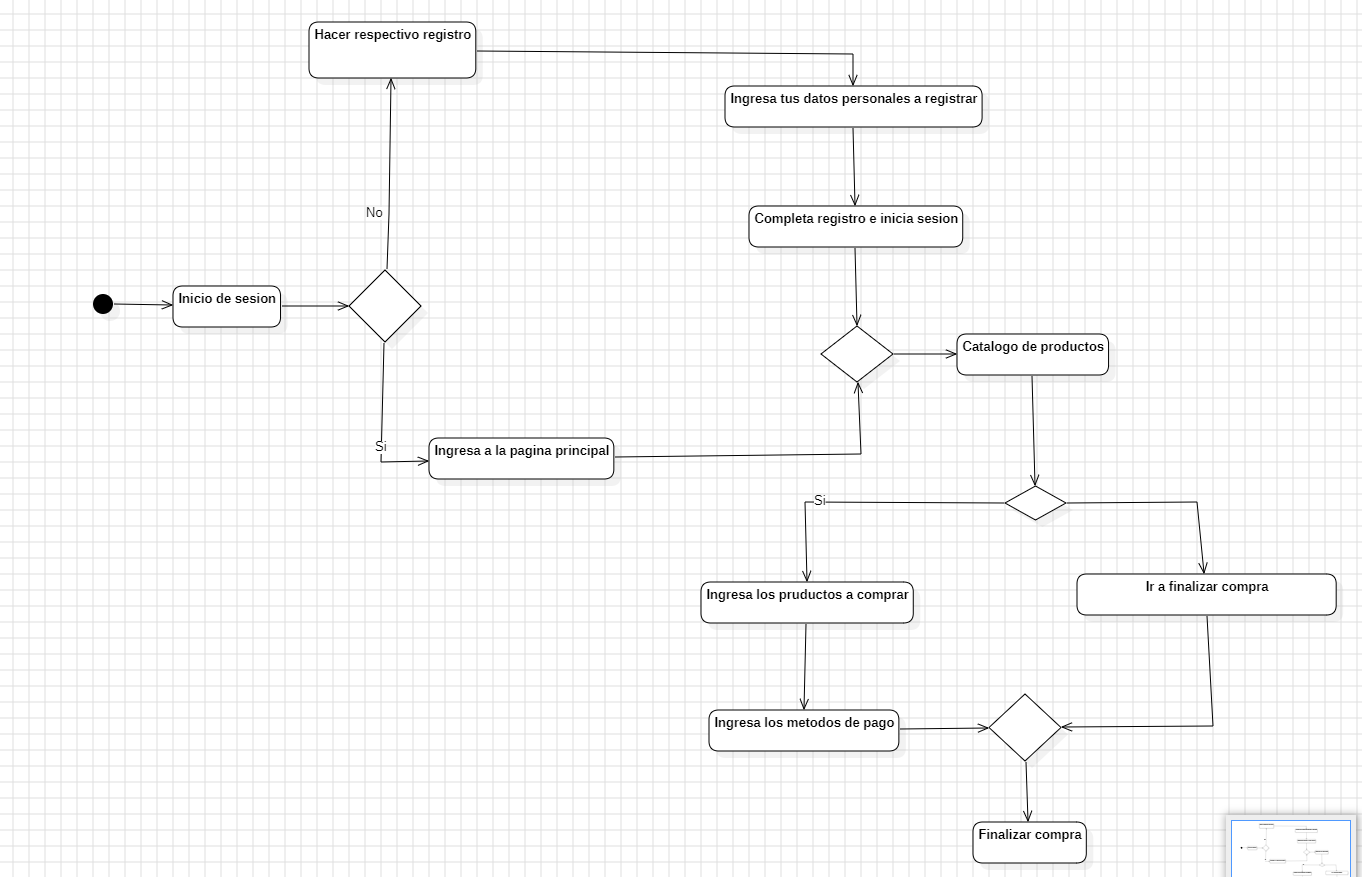 Hacer respectivo registro
Ingresa tus datos personales a registrar
No
Completa registro e inicia sesion
Inicio de sesion
Catalogo de productos
Si
Ingresa a la pagina principal
Si
Ingresa los pruductos a comprar
Ir a finalizar compra
Ingresa los metodos de pago
Finalizar compra